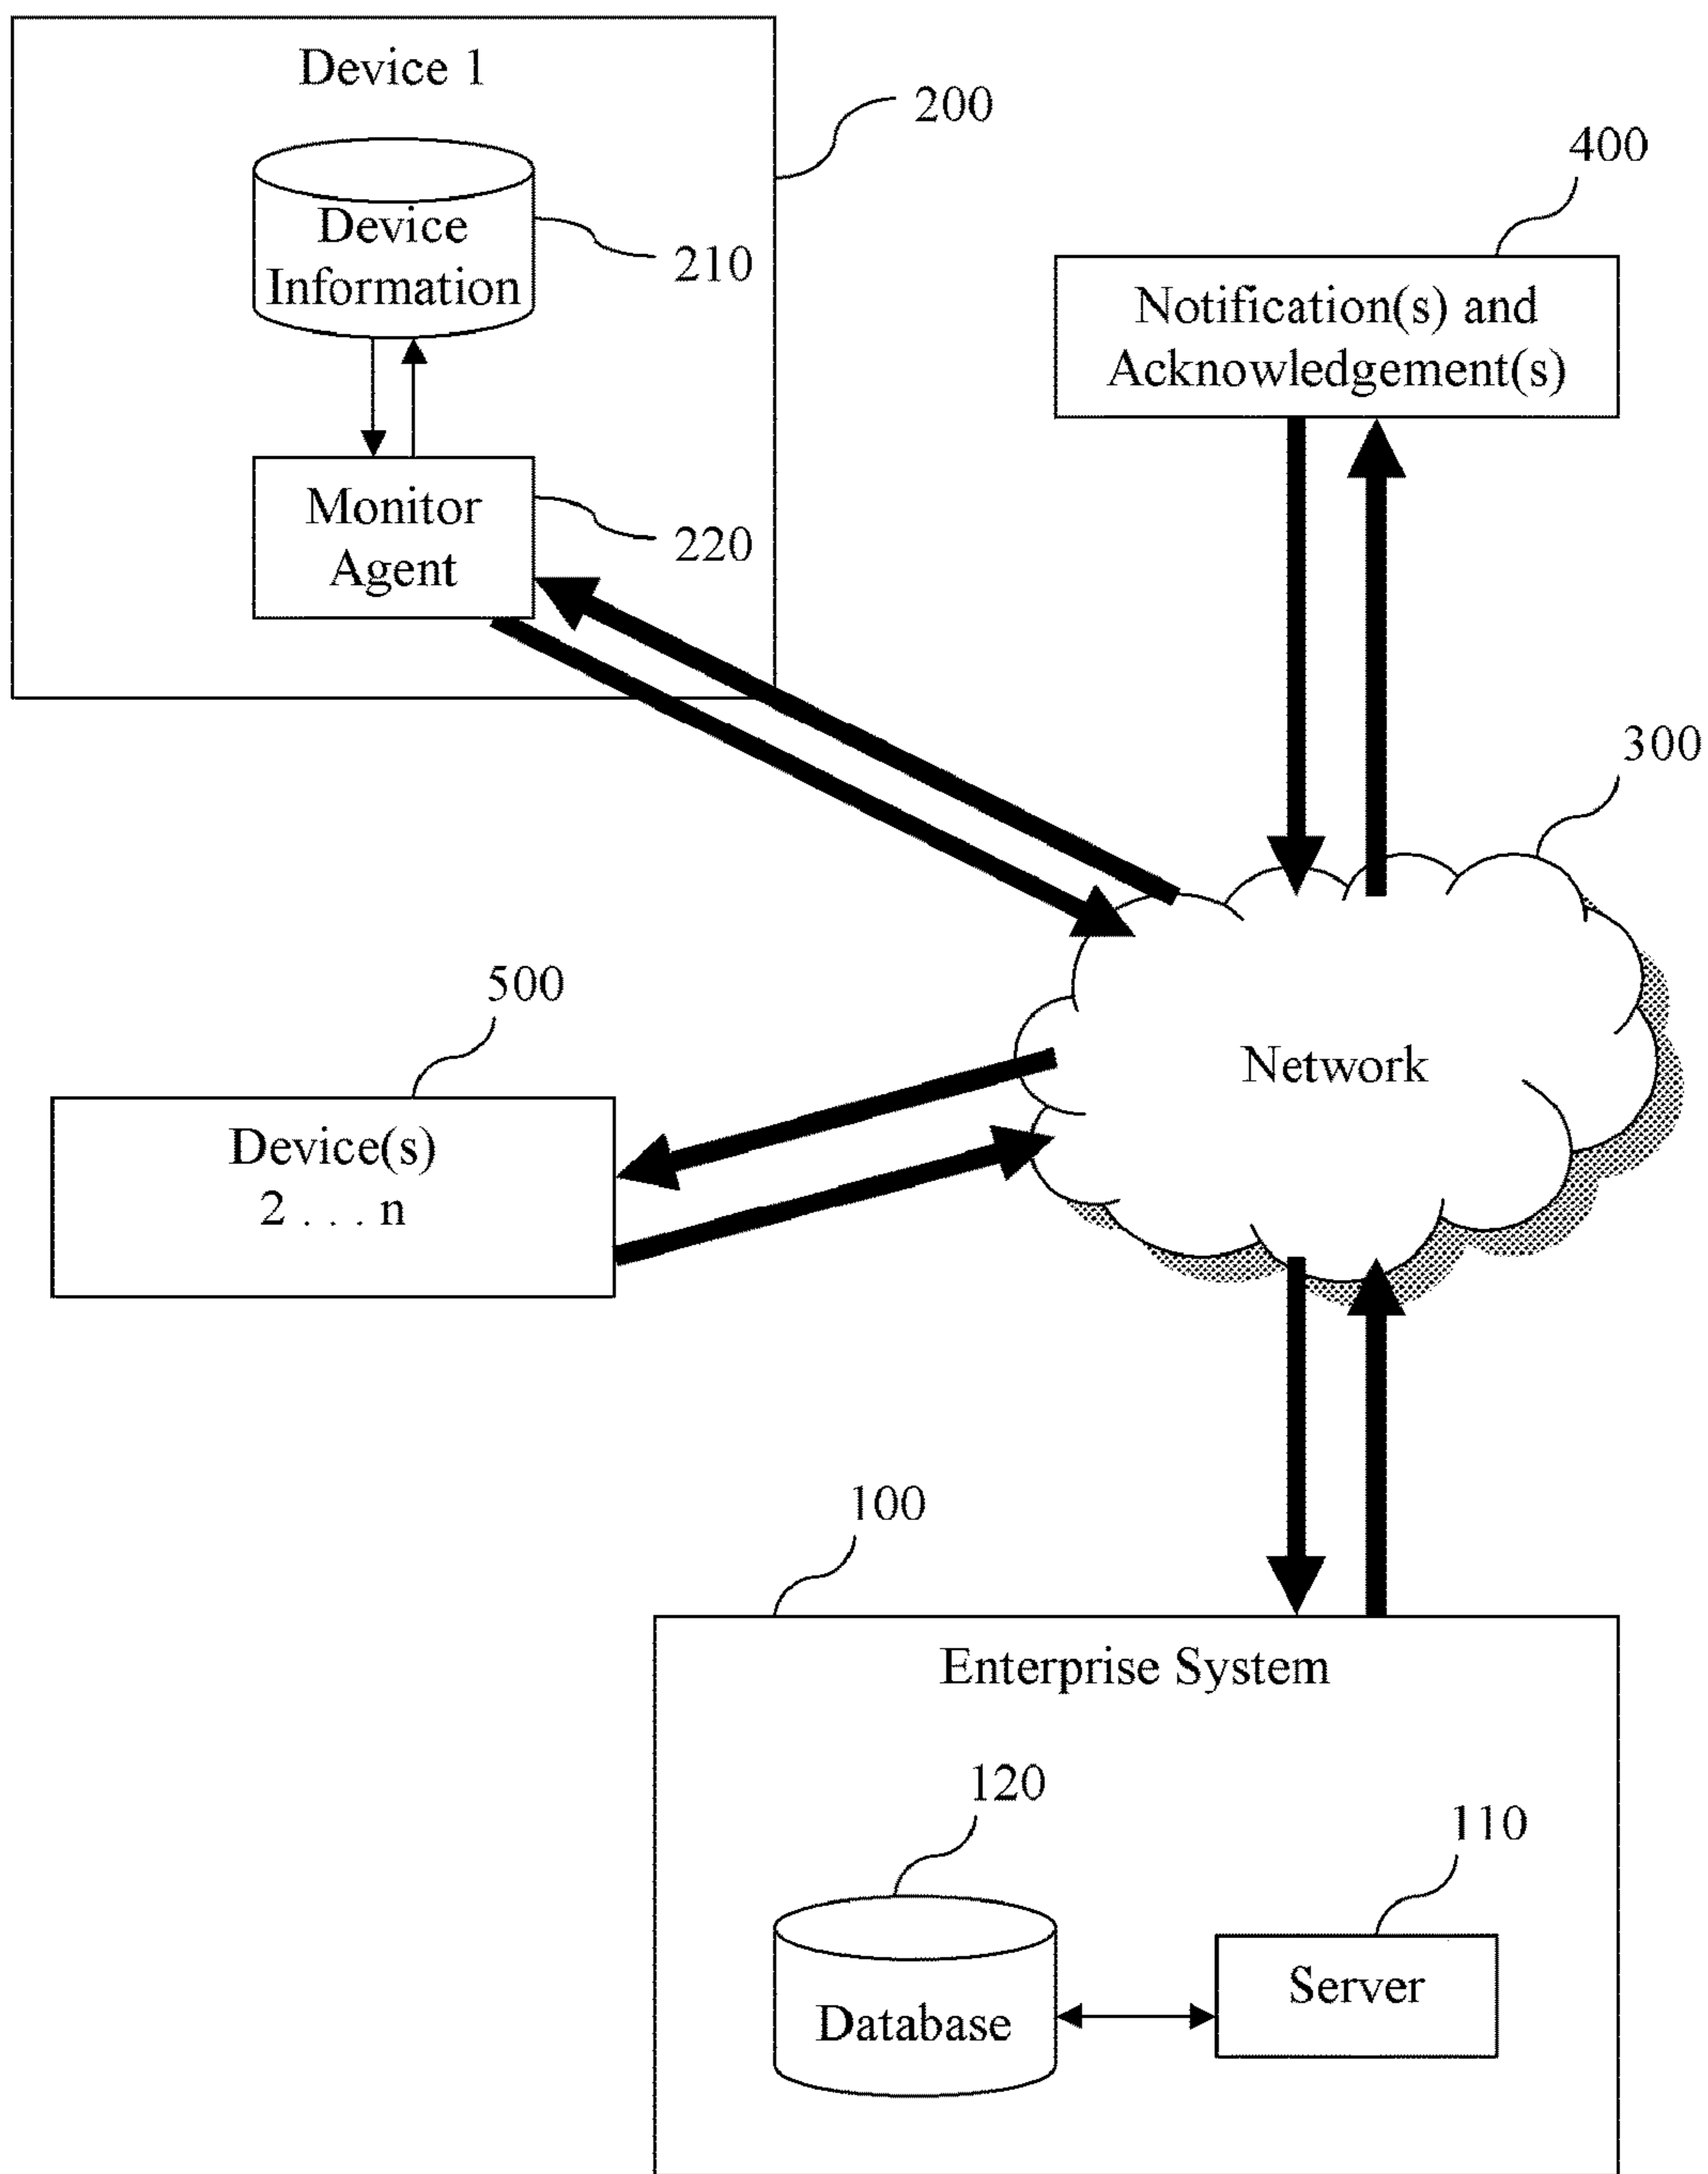 Device 1
200
Device
Information
210
Monitor
Agent
220
400
Notification(s) and
Acknowledgement(s)
300
Network
500
Device(s)
2 . . . n
100
Enterprise System
120
Database
110
Server